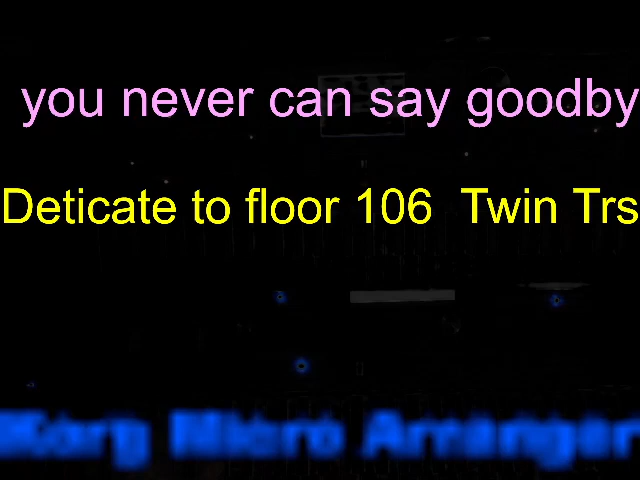 you never can say goodby
Deticate to floor 106 Twin Trs
Korg Micro Arranger